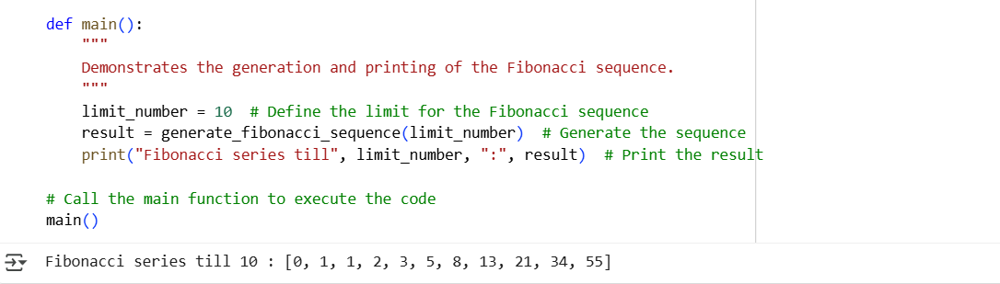 def main():
    """
    Demonstrates the generation and printing of the Fibonacci sequence.
    """
    limit_number = 10  # Define the limit for the Fibonacci sequence
    result = generate_fibonacci_sequence(limit_number)  # Generate the sequence
    print("Fibonacci series till", limit_number, ":", result)  # Print the result
# Call the main function to execute the code
main()
Fibonacci series till 10 : [0, 1, 1, 2, 3, 5, 8, 13, 21, 34, 55]